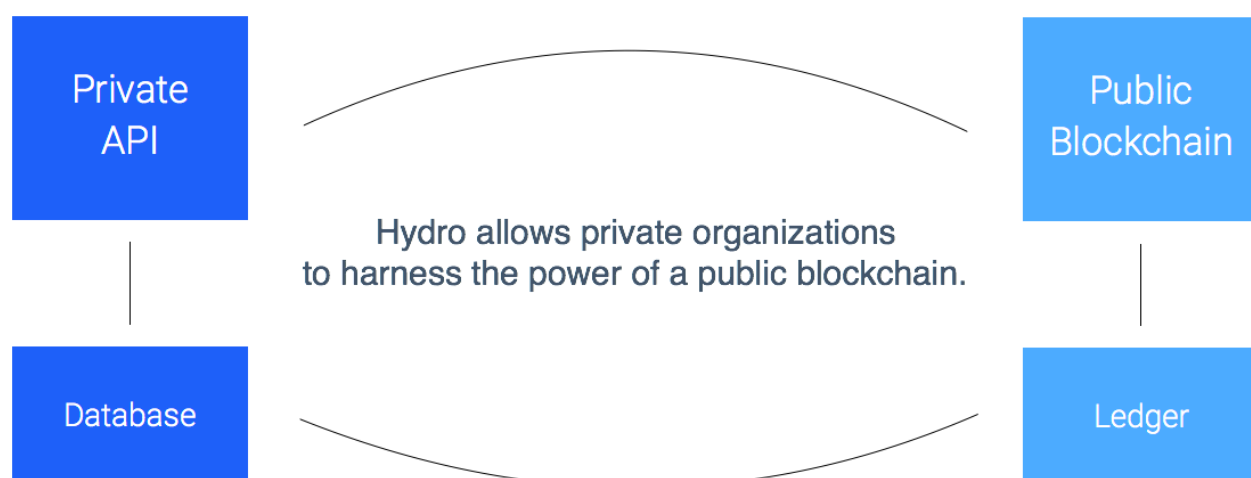 Private
API
Public
Blockchain
Hydro allows private organizations
to harness the power of a public blockchain.
Database
Ledger